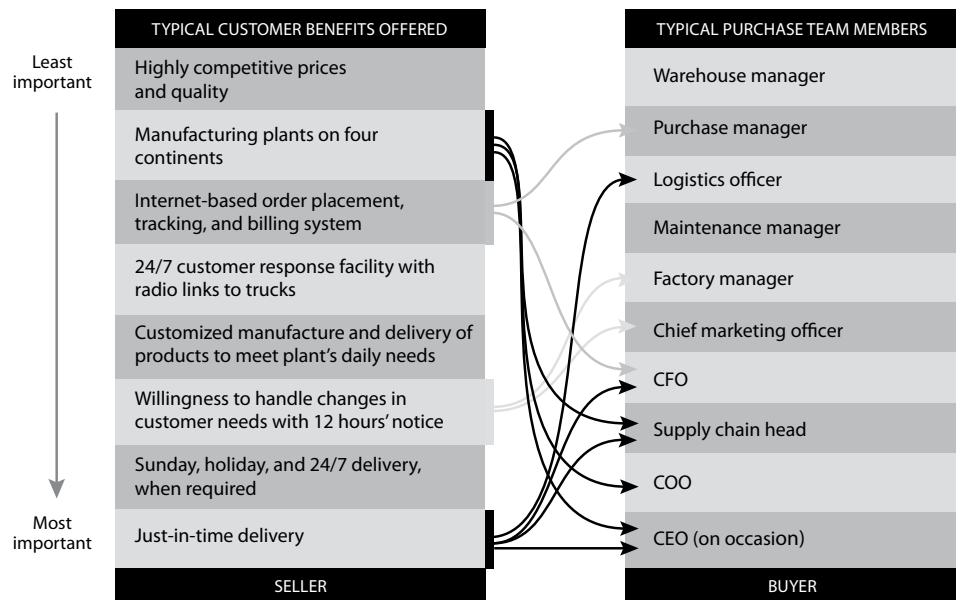 TYPICAL CUSTOMER BENEFITS OFFERED
Least
important
Highly competitive prices
and quality
Manufacturing plants on four
continents
Internet-based order placement,
tracking, and billing system
24/7 customer response facility with
radio links to trucks
Customized manufacture and delivery of
products to meet plant’s daily needs
Willingness to handle changes in
customer needs with 12 hours’ notice
Sunday, holiday, and 24/7 delivery,
when required
Most
important
Just-in-time delivery
SELLER
TYPICAL PURCHASE TEAM MEMBERS
Warehouse manager
Purchase manager
Logistics officer
Maintenance manager
Factory manager
Chief marketing officer
CFO
Supply chain head
COO
CEO (on occasion)
BUYER